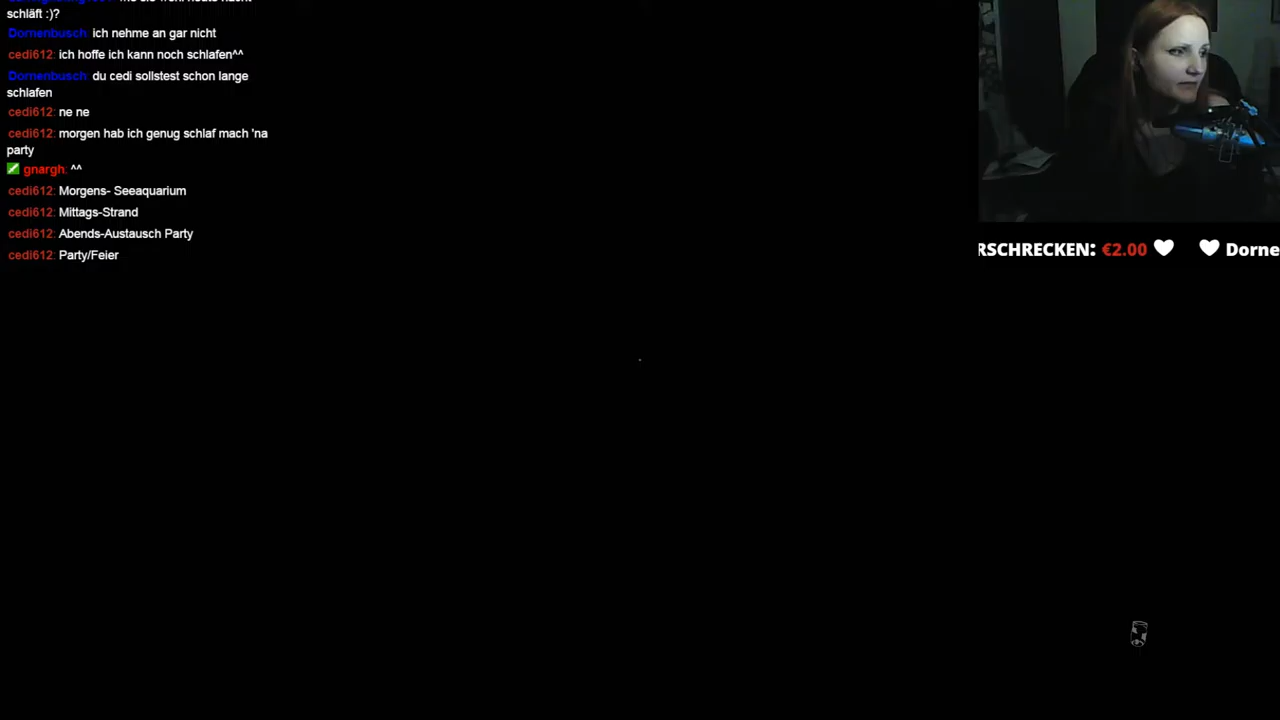 schläft :)?
Dornenbusch ich nehme an gar nicht
cedi612: ich hoffe ich kann noch schlafen^^
Dornenbusch du cedi sollstest schon lange
schlafen
cedi612: ne ne
cedi612: morgen hab ich genug schlaf mach 'na
party
gnargh: ^^
cedi612: Morgens- Seeaquarium
cedi612: Mittags-Strand
cedi612: Abends-Austausch Party
cedi612: Party/Feier
RSCHRECKEN: €2.00 Dorne